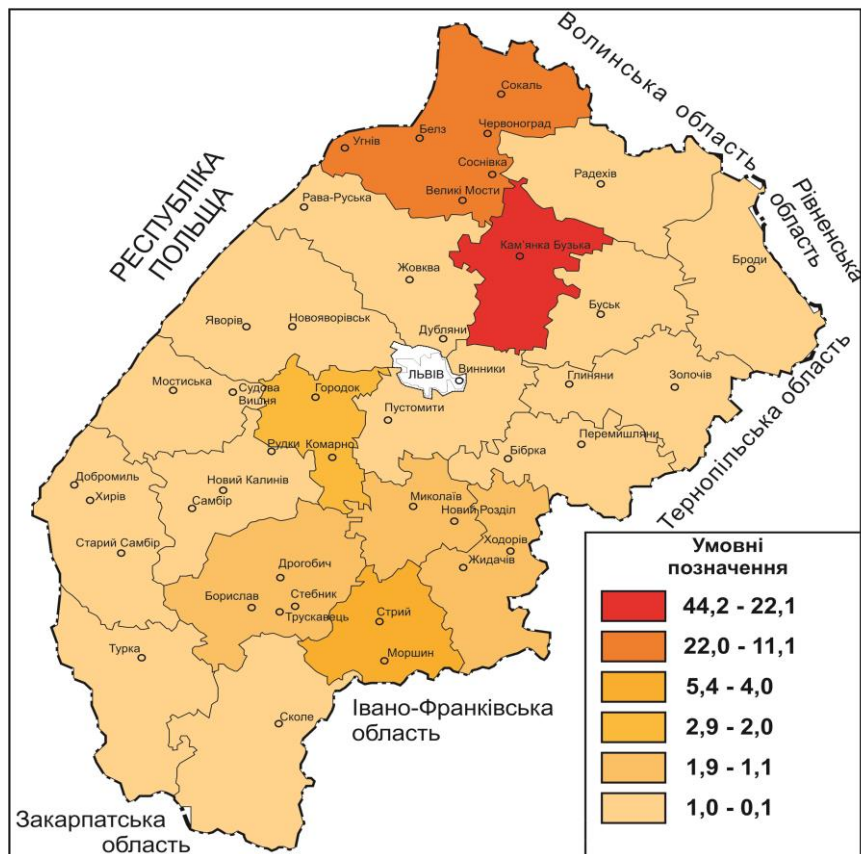 Волинська область
Рівненська
область
РЕСПУБЛІКА
ПОЛЬЩА
Сокаль
Белз
Червоноград
Угнів
Соснівка
Великі Мости
Радехів
Рава-Руська
Кам'янка Бузька
Броди
Жовква
Буськ
Яворів
Новояворівськ
Дубляни
ЛЬВІВ
Винники
Глиняни
Золочів
Мостиська
Судова
Вишня
Городок
Пустомити
Рудки
Комарно
Бібрка
Перемишляни
Тернопільська область
Добромиль
Хирів
Новий Калинів
Самбір
Миколаїв
Новий Розділ
Старий Самбір
Ходорів
Жидачів
Дрогобич
Стебник
Борислав
Трускавець
Стрий
Моршин
Турка
Сколе
Івано-Франківська
область
Закарпатська
область
Умовні
позначення
44,2 - 22,1
22,0 - 11,1
5,4 - 4,0
2,9 - 2,0
1,9 - 1,1
1,0 - 0,1